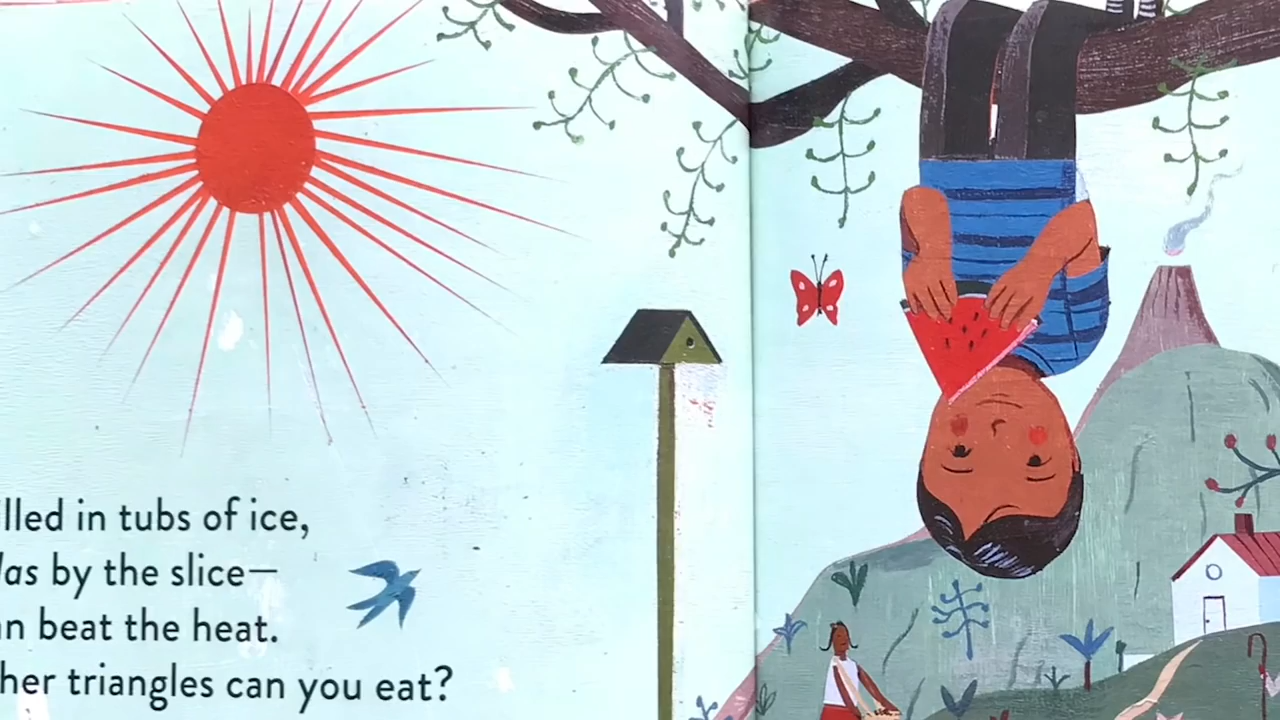 lled in tubs of ice,
las by the slice—
n beat the heat.
her triangles can you eat?